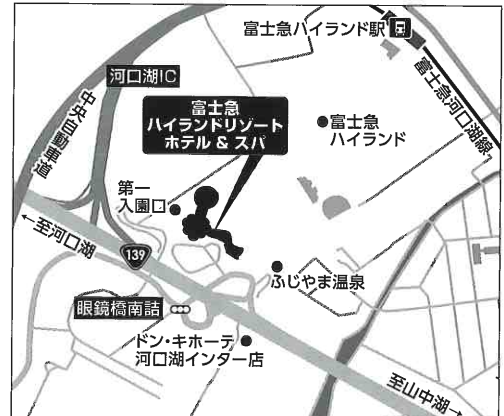 富士急ハイランド駅
河口湖IC
富士急河口湖線
中央自動車道
富士急
ハイランドリゾート
ホテル & スパ
富士急
ハイランド
第一
入園口
←至河口湖
139
ふじやま温泉
眼鏡橋南詰
ドン・キホーテ
河口湖インター店
至山中湖→